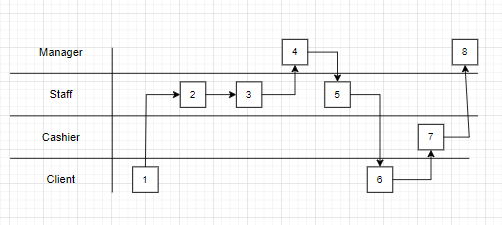 Manager 4 8
Staff 2 3 5
Cashier 7
Client 1 6